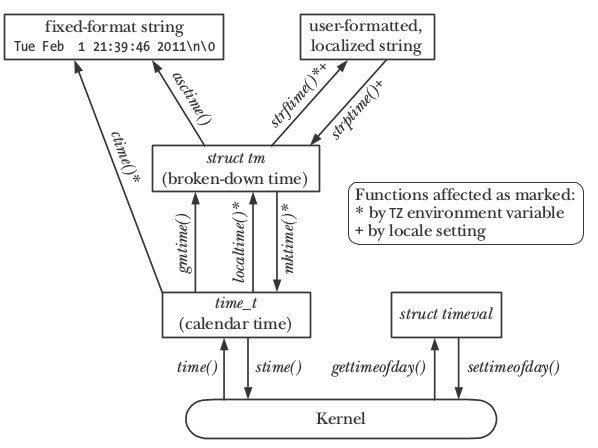 fixed-format string
Tue Feb  1 21:39:46 2011\n\0
user-formatted,
localized string
asctime()
strftime()*+
strptime()+
ctime()*
struct tm
(broken-down time)
Functions affected as marked:
* by TZ environment variable
+ by locale setting
gmtime()
localtime()*
mktime()*
time_t
(calendar time)
struct timeval
time()
stime()
gettimeofday()
settimeofday()
Kernel